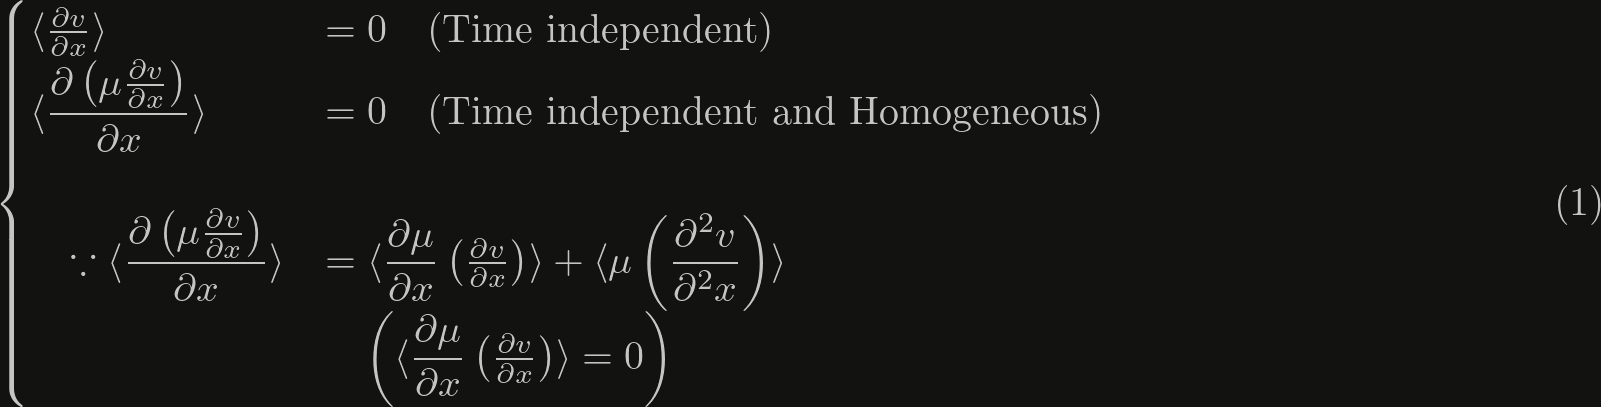 ⟨∂v/∂x⟩ = 0 (Time independent)
⟨∂(μ ∂v/∂x)/∂x⟩ = 0 (Time independent and Homogeneous)
(1)
∵ ⟨∂(μ ∂v/∂x)/∂x⟩ = ⟨∂μ/∂x (∂v/∂x)⟩ + ⟨μ (∂²v/∂²x)⟩
(⟨∂μ/∂x (∂v/∂x)⟩ = 0)